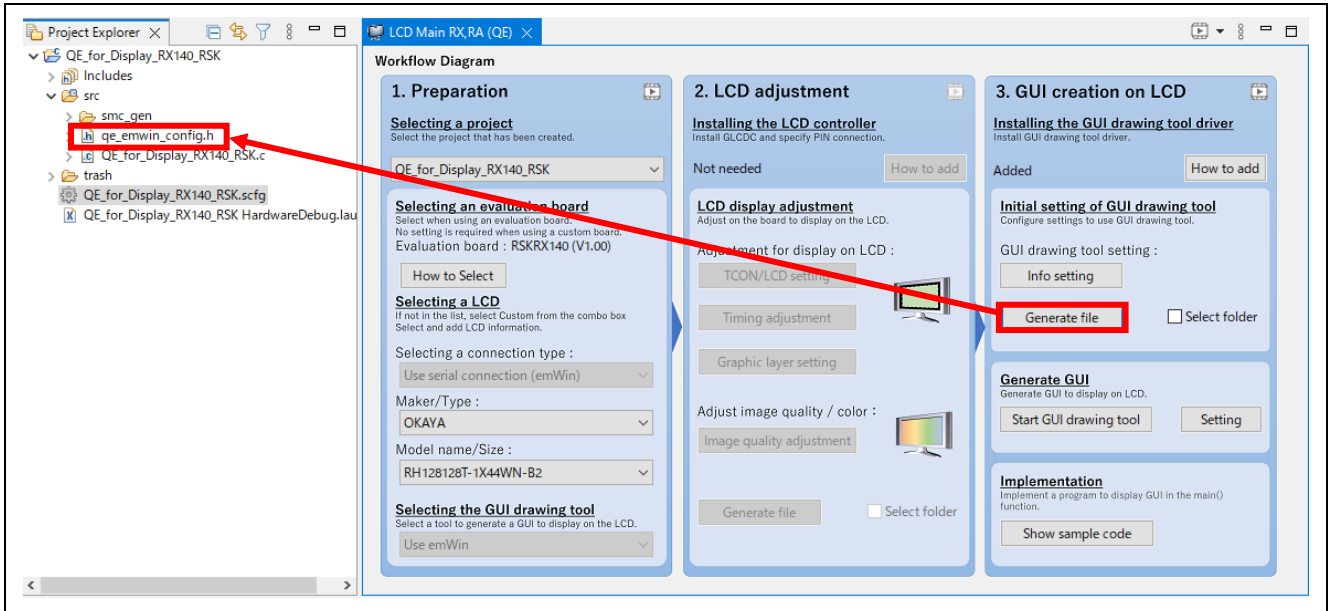 Project Explorer
QE_for_Display_RX140_RSK
Includes
src
smc_gen
qe_emwin_config.h
QE_for_Display_RX140_RSK.c
trash
QE_for_Display_RX140_RSK.scfg
QE_for_Display_RX140_RSK HardwareDebug.lau
LCD Main RX,RA (QE)
Workflow Diagram
1. Preparation
Selecting a project
Select the project that has been created.
QE_for_Display_RX140_RSK
Selecting an evaluation board
Select when using an evaluation board.
No setting is required when using a custom board.
Evaluation board : RSKRX140 (V1.00)
How to Select
Selecting a LCD
If not in the list, select Custom from the combo box
Select and add LCD information.
Selecting a connection type :
Use serial connection (emWin)
Maker/Type :
OKAYA
Model name/Size :
RH128128T-1X44WN-B2
Selecting the GUI drawing tool
Select a tool to generate a GUI to display on the LCD.
Use emWin
2. LCD adjustment
Installing the LCD controller
Install GLCDC and specify PIN connection.
Not needed
How to add
LCD display adjustment
Adjust on the board to display on the LCD.
Adjustment for display on LCD :
TCON/LCD setting
Timing adjustment
Graphic layer setting
Adjust image quality / color :
Image quality adjustment
Generate file
Select folder
3. GUI creation on LCD
Installing the GUI drawing tool driver
Install GUI drawing tool driver.
Added
How to add
Initial setting of GUI drawing tool
Configure settings to use GUI drawing tool.
GUI drawing tool setting :
Info setting
Generate file
Select folder
Generate GUI
Generate GUI to display on LCD.
Start GUI drawing tool
Setting
Implementation
Implement a program to display GUI in the main()
function.
Show sample code